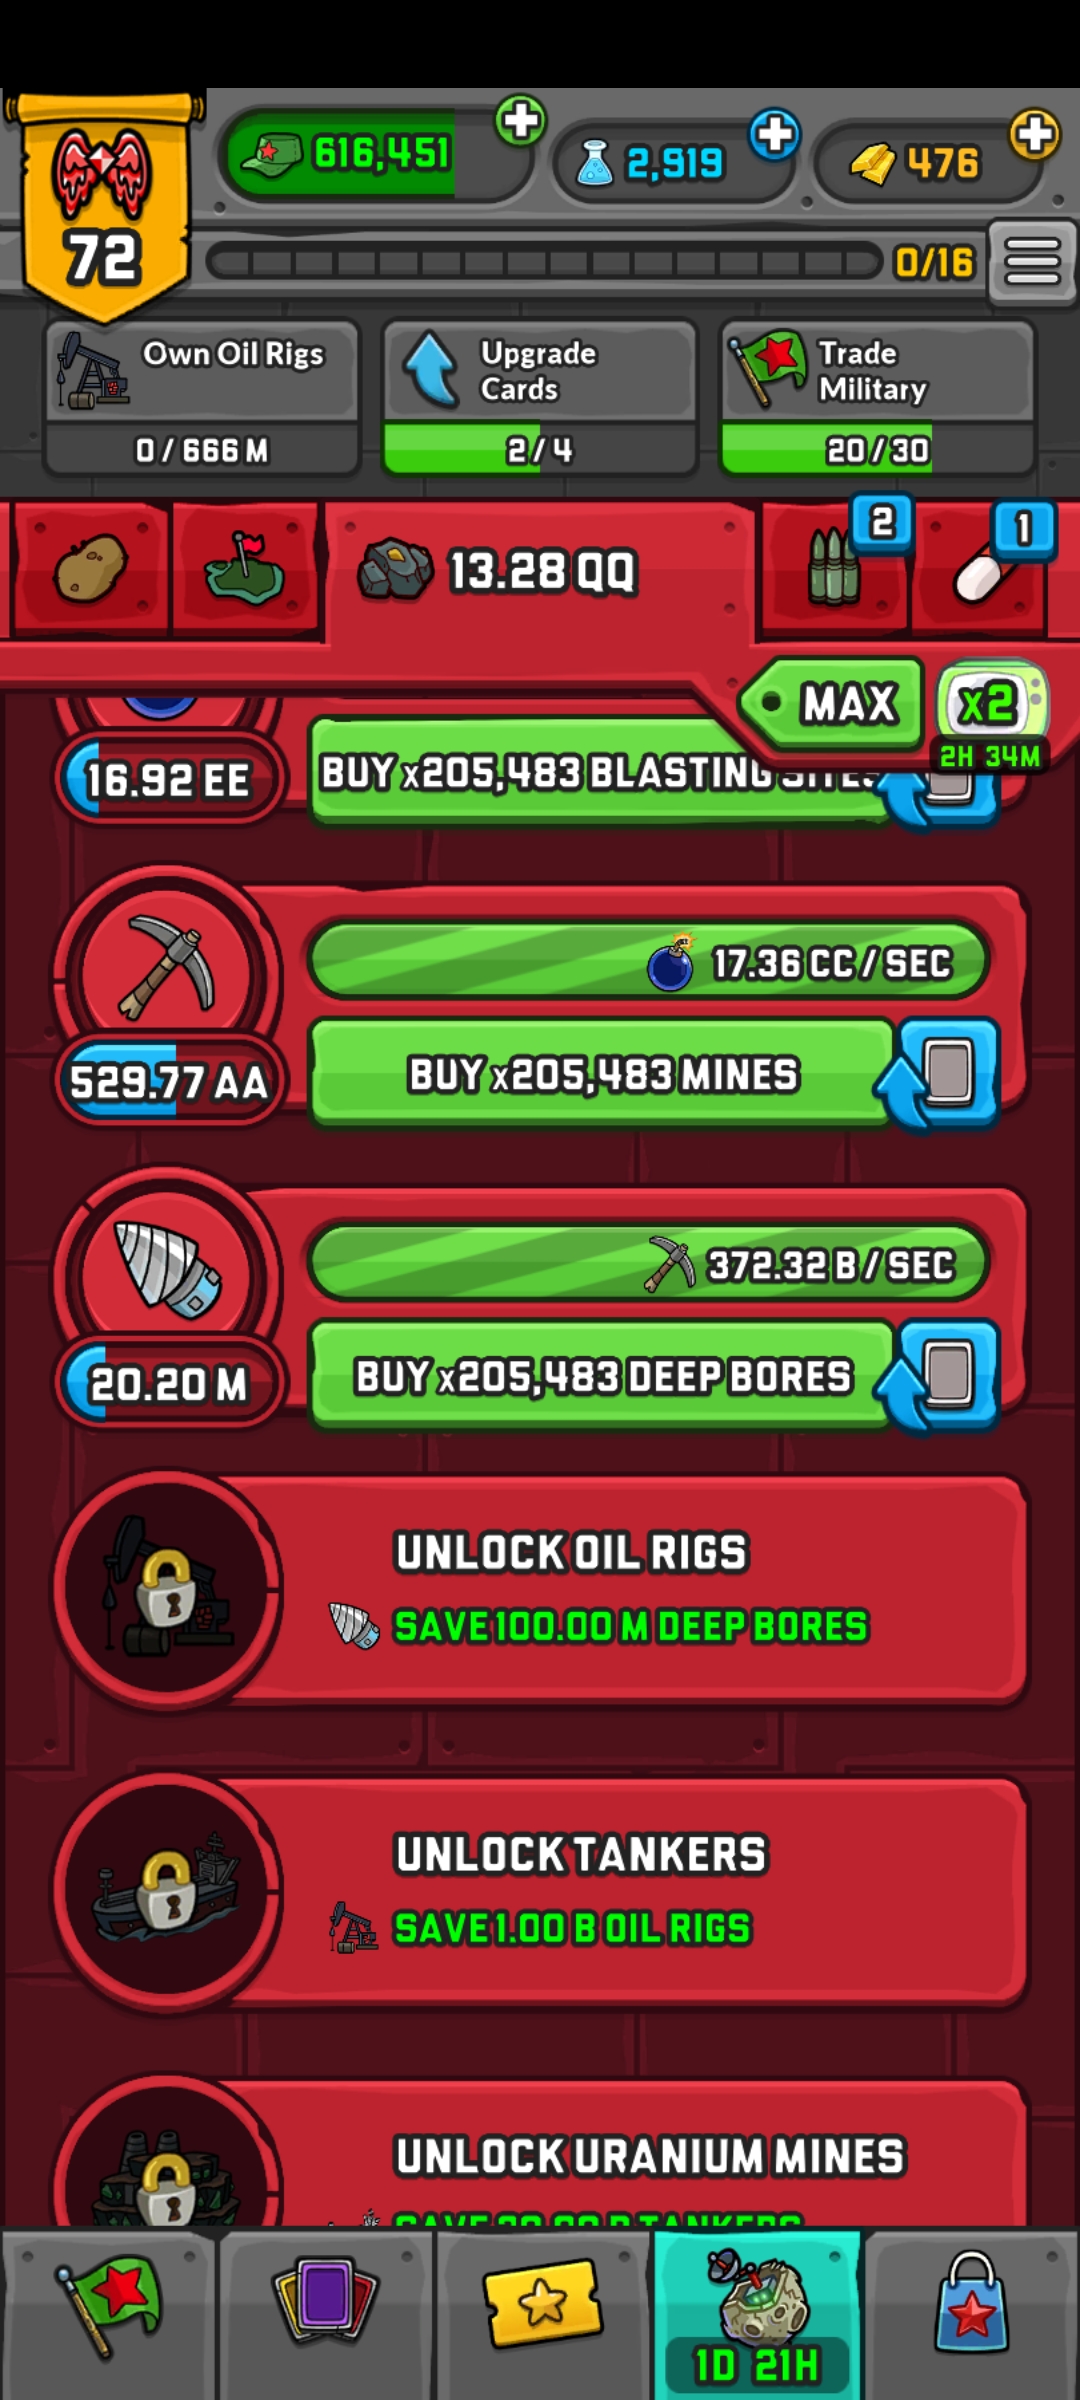 616,451
2,919
476
72
0/16
Own Oil Rigs
0 / 666 M
Upgrade
Cards
2 / 4
Trade
Military
20 / 30
13.28 QQ
2
1
MAX
x2
2H 34M
16.92 EE
BUY x205,483 BLASTING SITES
17.36 CC / SEC
529.77 AA
BUY x205,483 MINES
372.32 B / SEC
20.20 M
BUY x205,483 DEEP BORES
UNLOCK OIL RIGS
SAVE 100.00 M DEEP BORES
UNLOCK TANKERS
SAVE 1.00 B OIL RIGS
UNLOCK URANIUM MINES
1D 21H